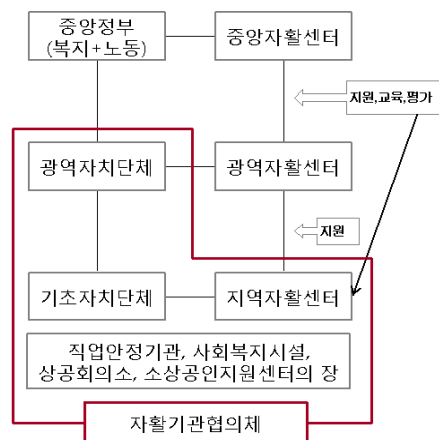 중앙정부
(복지+노동)
중앙자활센터
지원,교육,평가
광역자치단체
광역자활센터
지원
기초자치단체
지역자활센터
직업안정기관, 사회복지시설,
상공회의소, 소상공인지원센터의 장
자활기관협의체